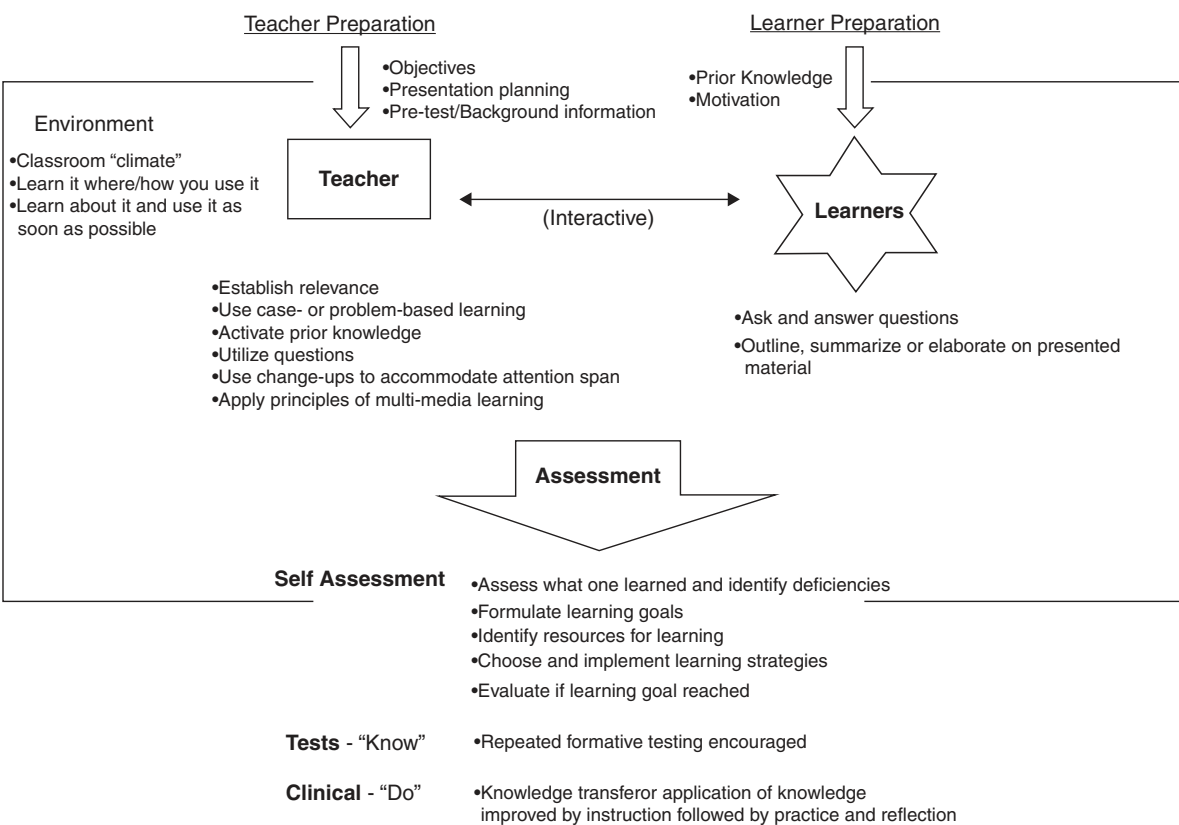 Teacher Preparation
Learner Preparation
•Objectives
•Presentation planning
•Pre-test/Background information
•Prior Knowledge
•Motivation
Environment
•Classroom “climate”
•Learn it where/how you use it
•Learn about it and use it as
soon as possible
Teacher
(Interactive)
Learners
•Establish relevance
•Use case- or problem-based learning
•Activate prior knowledge
•Utilize questions
•Use change-ups to accommodate attention span
•Apply principles of multi-media learning
•Ask and answer questions
•Outline, summarize or elaborate on presented
material
Assessment
Self Assessment
•Assess what one learned and identify deficiencies
•Formulate learning goals
•Identify resources for learning
•Choose and implement learning strategies
•Evaluate if learning goal reached
Tests - “Know”
•Repeated formative testing encouraged
Clinical - “Do”
•Knowledge transferor application of knowledge
improved by instruction followed by practice and reflection